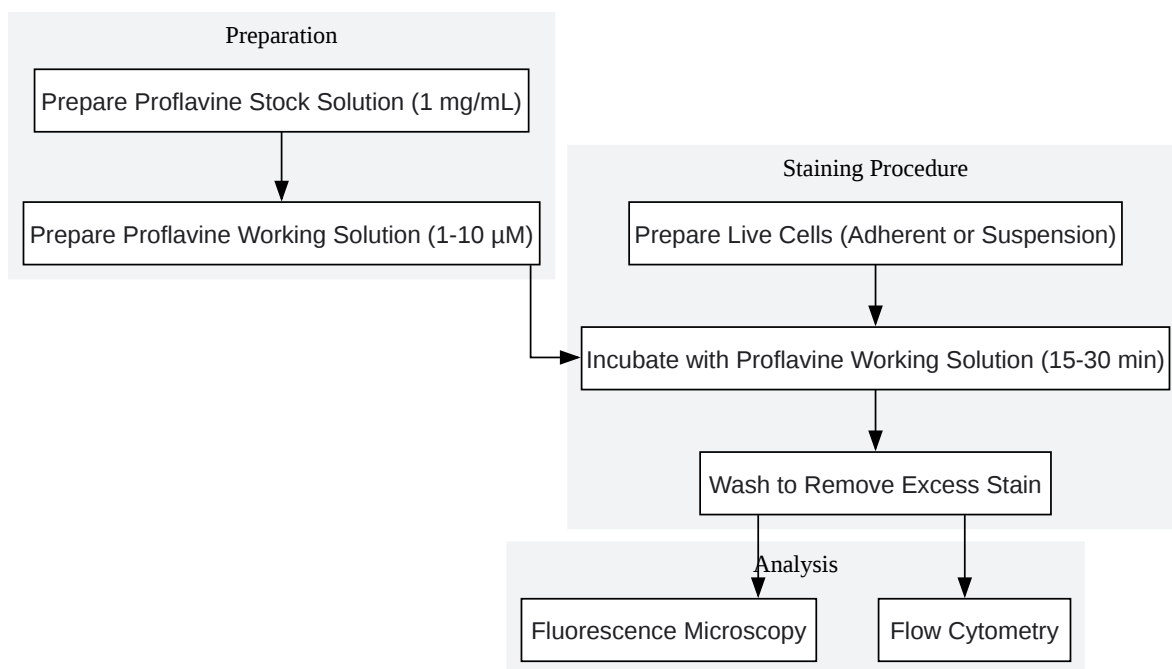 Preparation
Prepare Proflavine Stock Solution (1 mg/mL)
Prepare Proflavine Working Solution (1-10 µM)
Staining Procedure
Prepare Live Cells (Adherent or Suspension)
Incubate with Proflavine Working Solution (15-30 min)
Wash to Remove Excess Stain
Analysis
Fluorescence Microscopy
Flow Cytometry